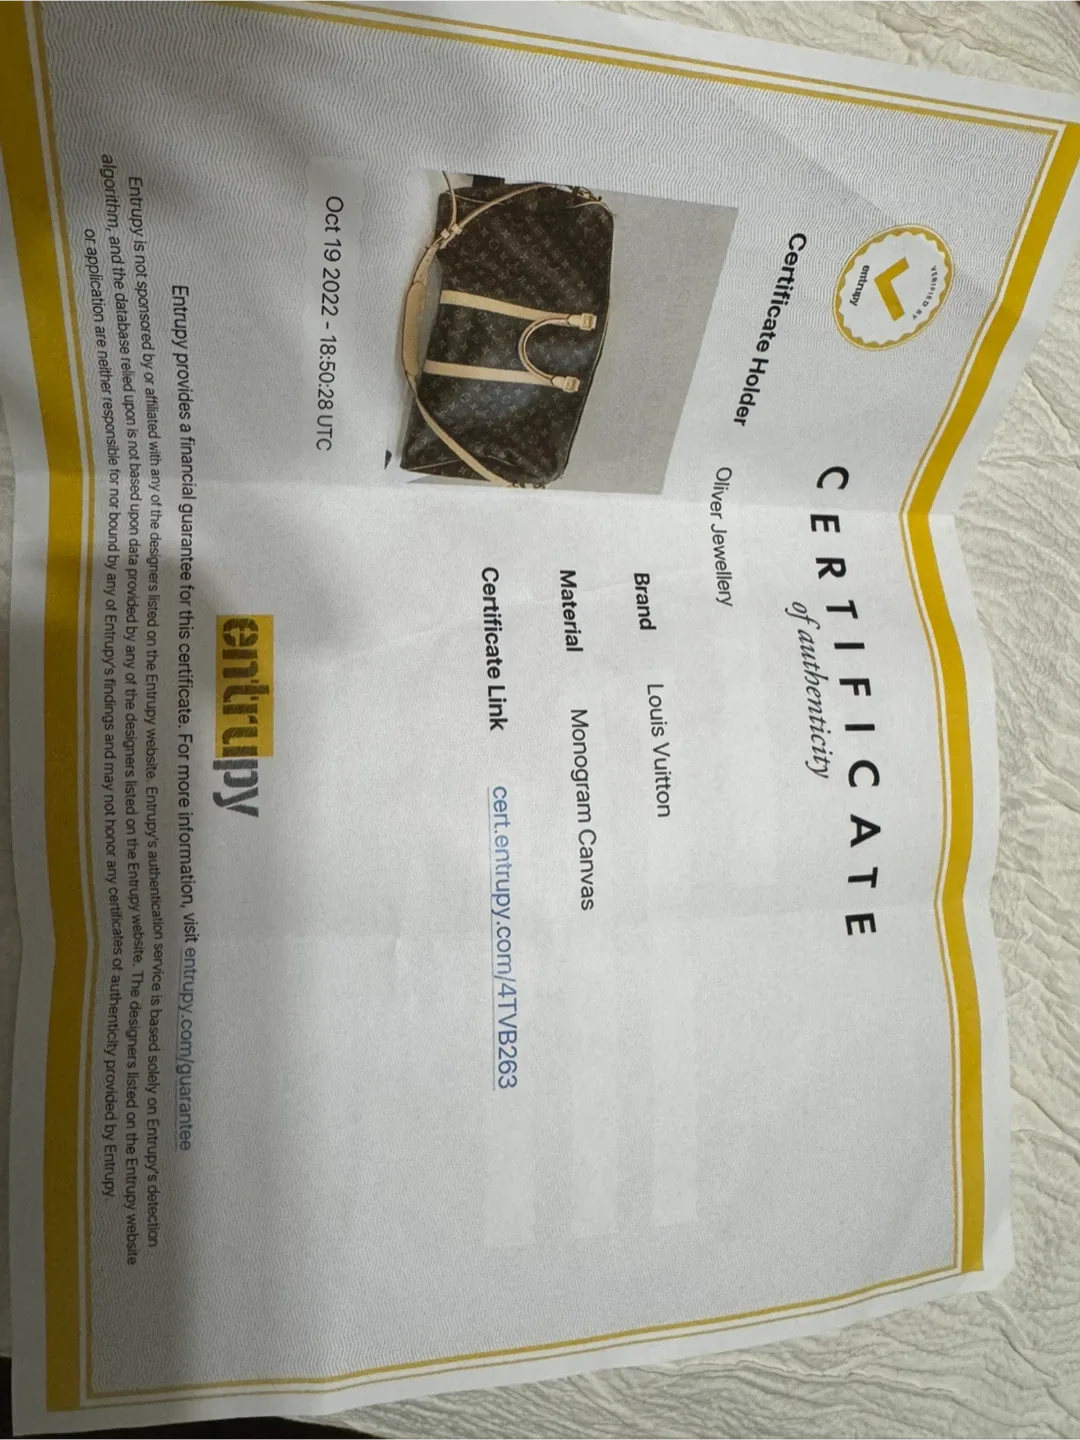 VERIFIED BY
entrupy
CERTIFICATE
of authenticity
Certificate Holder Oliver Jewellery
Brand Louis Vuitton
Material Monogram Canvas
Certificate Link cert.entrupy.com/4TVB263
Oct 19 2022 - 18:50:28 UTC
entrupy
Entrupy provides a financial guarantee for this certificate. For more information, visit entrupy.com/guarantee
Entrupy is not sponsored by or affiliated with any of the designers listed on the Entrupy website. Entrupy's authentication service is based solely on Entrupy's detection
algorithm, and the database relied upon is not based upon data provided by any of the designers listed on the Entrupy website. The designers listed on the Entrupy website
or application are neither responsible for nor bound by any of Entrupy's findings and may not honor any certificates of authenticity provided by Entrupy.